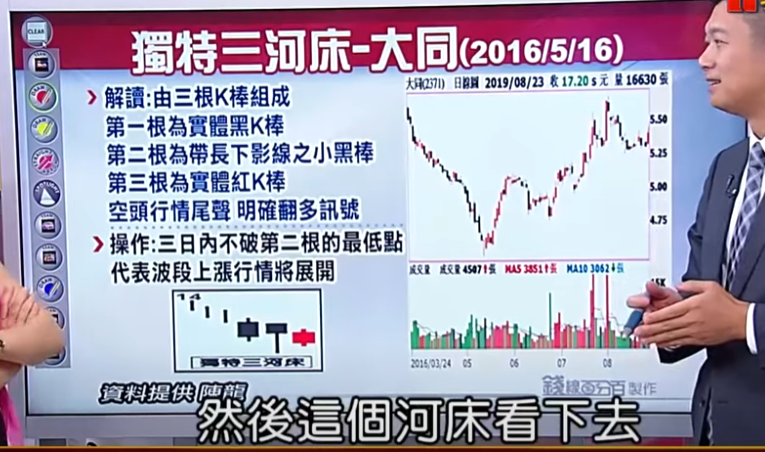 CLEAR
獨特三河床-大同(2016/5/16)
解讀:由三根K棒組成
第一根為實體黑K棒
第二根為帶長下影線之小黑棒
第三根為實體紅K棒
空頭行情尾聲 明確翻多訊號
操作:三日內不破第二根的最低點
代表波段上漲行情將展開
14
獨特三河床
資料提供 陳龍
大同(2371) 日線圖 2019/08/23 收 17.20 s 元 量 16630 張
5.50
5.25
5.00
4.75
成交量 成交量 4507↑張 MA5 3851↑張 MA10 3062↓張
2016/03/24 05 06 07 08
錢線百分百 製作
然後這個河床看下去